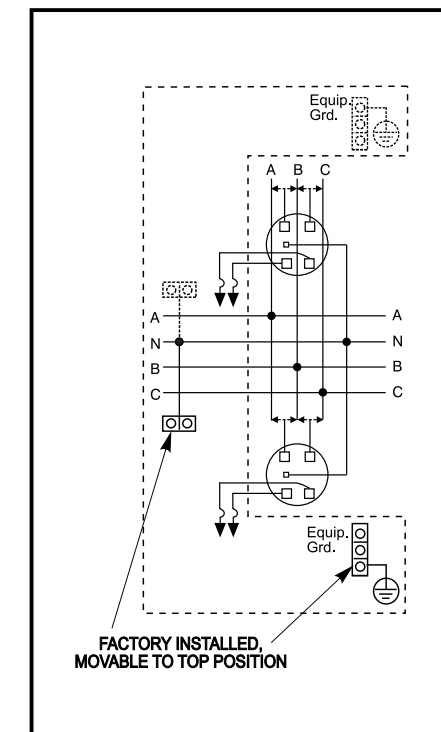 Equip.
Grd.
A B C
A A
N N
B B
C C
Equip.
Grd.
FACTORY INSTALLED,
MOVABLE TO TOP POSITION